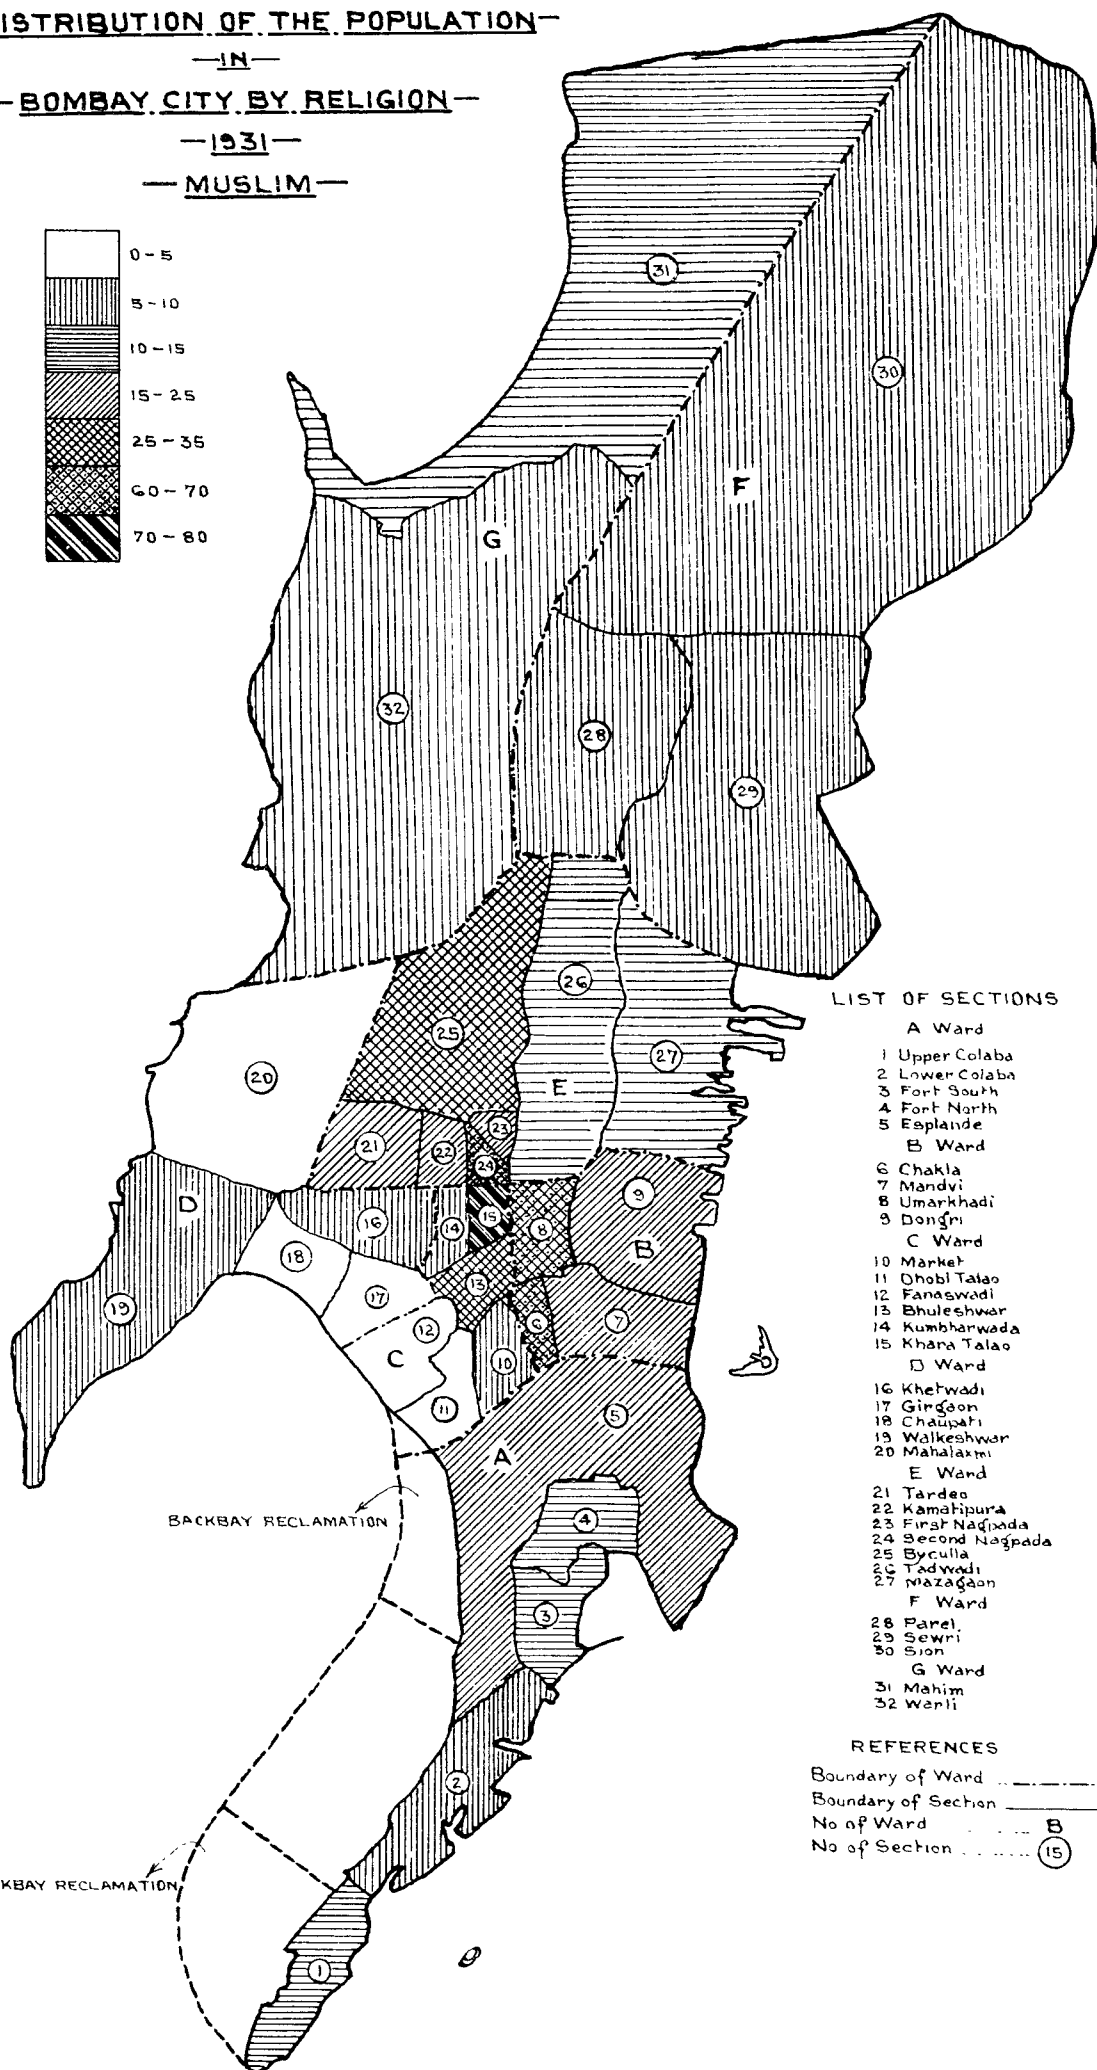 ISTRIBUTION OF THE POPULATION—
—IN—
—BOMBAY CITY BY RELIGION—
—1931—
—MUSLIM—
0-5
5-10
10-15
15-25
25-35
60-70
70-80
31
30
F
G
32
28
29
26
25
27
20
E
23
21
22
24
9
D
16
14
15
8
B
18
19
17
13
12
6
7
C
10
11
5
A
BACKBAY RECLAMATION
4
3
2
KBAY RECLAMATION
1
LIST OF SECTIONS
A Ward
1 Upper Colaba
2 Lower Colaba
3 Fort South
4 Fort North
5 Esplande
B Ward
6 Chakla
7 Mandvi
8 Umarkhadi
9 Dongri
C Ward
10 Market
11 Dhobi Talao
12 Fanaswadi
13 Bhuleshwar
14 Kumbharwada
15 Khara Talao
D Ward
16 Khetwadi
17 Girgaon
18 Chaupati
19 Walkeshwar
20 Mahalaxmi
E Ward
21 Tardeo
22 Kamatipura
23 First Nagpada
24 Second Nagpada
25 Byculla
26 Tadwadi
27 Mazagaon
F Ward
28 Parel
29 Sewri
30 Sion
G Ward
31 Mahim
32 Warli
REFERENCES
Boundary of Ward
Boundary of Section
No of Ward B
No of Section 15